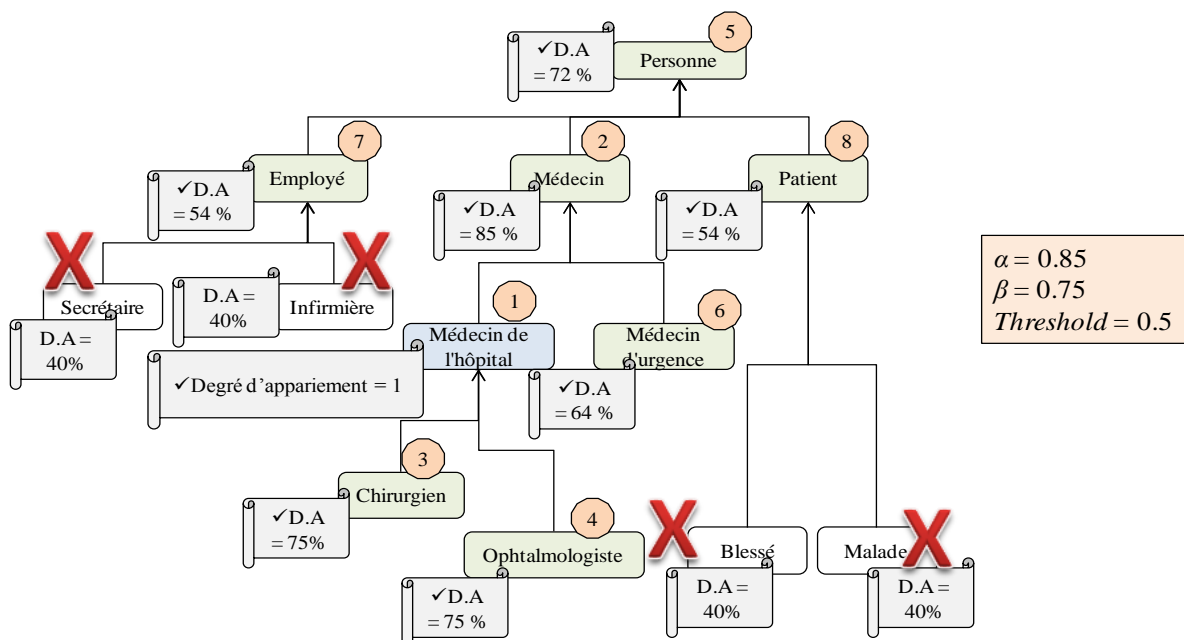 5
✓D.A
= 72 %
Personne
7
2
8
Employé
Médecin
Patient
✓D.A
= 54 %
✓D.A
= 85 %
✓D.A
= 54 %
X
X
X
X
Secrétaire
D.A =
40%
Infirmière
D.A =
40%
1
6
Médecin de
l'hôpital
Médecin
d'urgence
✓Degré d'appariement = 1
✓D.A
= 64 %
α = 0.85
β = 0.75
Threshold = 0.5
3
Chirurgien
✓D.A
= 75%
4
Ophtalmologiste
✓D.A
= 75 %
Blessé
Malade
D.A =
40%
D.A =
40%